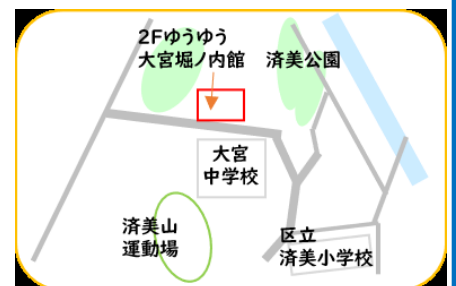 2Fゆうゆう
大宮堀ノ内館
済美公園
大宮
中学校
済美山
運動場
区立
済美小学校